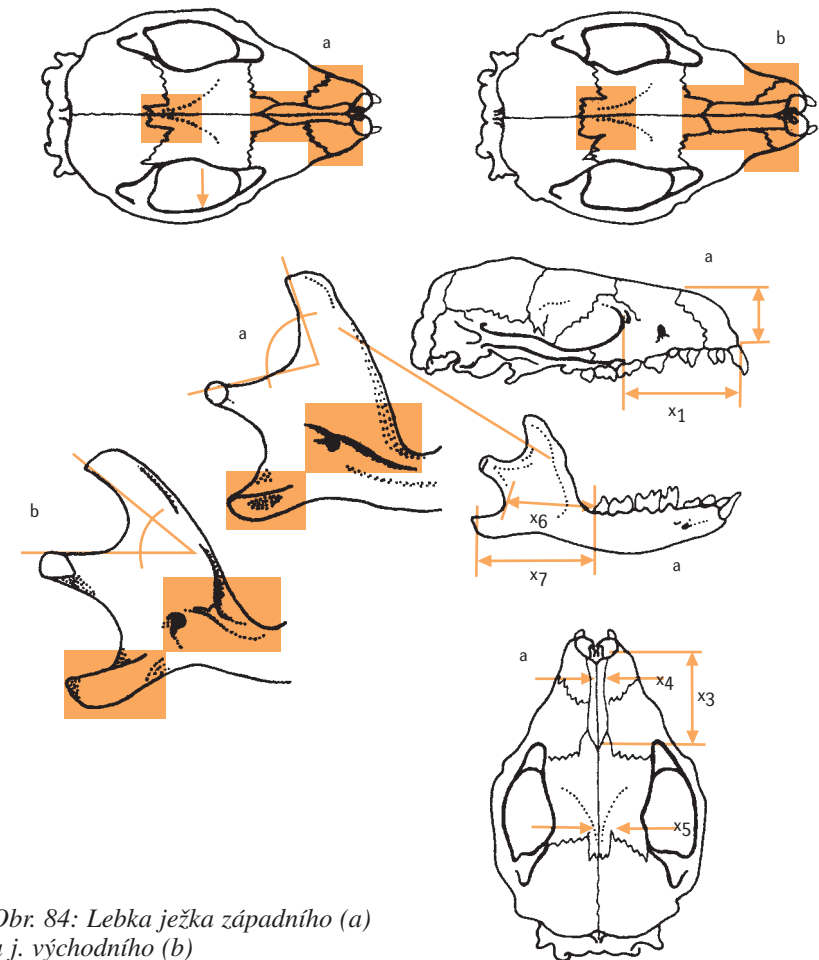 a
b
a
a
x1
b
x6
x7
a
a
x4
x3
x5
Obr. 84: Lebka ježka západního (a)
a j. východního (b)